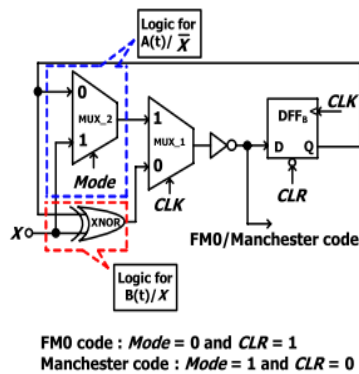 Logic for
A(t)/ X̅
0
MUX_2
1
Mode
1
MUX_1
0
CLK
DFF_B
CLK
D
Q
CLR
X
XNOR
FM0/Manchester code
Logic for
B(t)/X
FM0 code : Mode = 0 and CLR = 1
Manchester code : Mode = 1 and CLR = 0